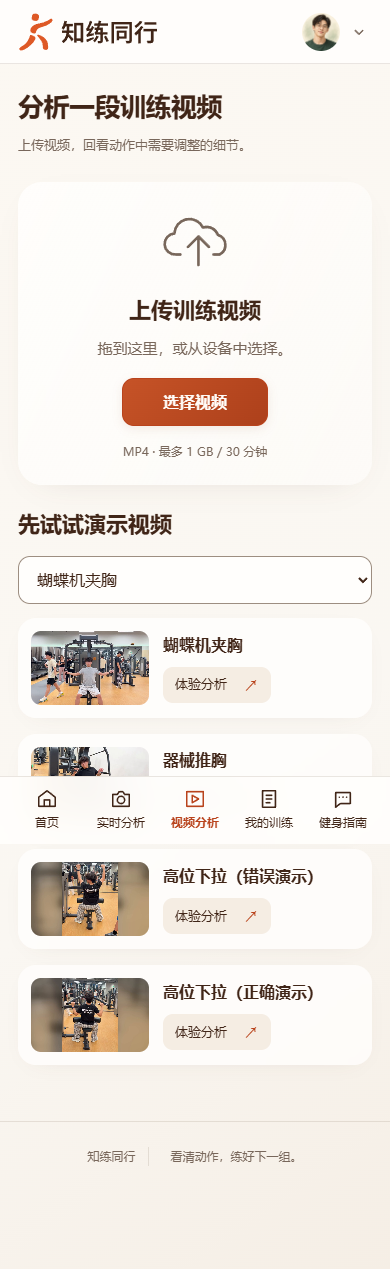 知练同行
分析一段训练视频
上传视频，回看动作中需要调整的细节。
上传训练视频
拖到这里，或从设备中选择。
选择视频
MP4 · 最多 1 GB / 30 分钟
先试试演示视频
蝴蝶机夹胸
蝴蝶机夹胸
体验分析 ↗
器械推胸
首页 实时分析 视频分析 我的训练 健身指南
高位下拉（错误演示）
体验分析 ↗
高位下拉（正确演示）
体验分析 ↗
知练同行 看清动作，练好下一组。